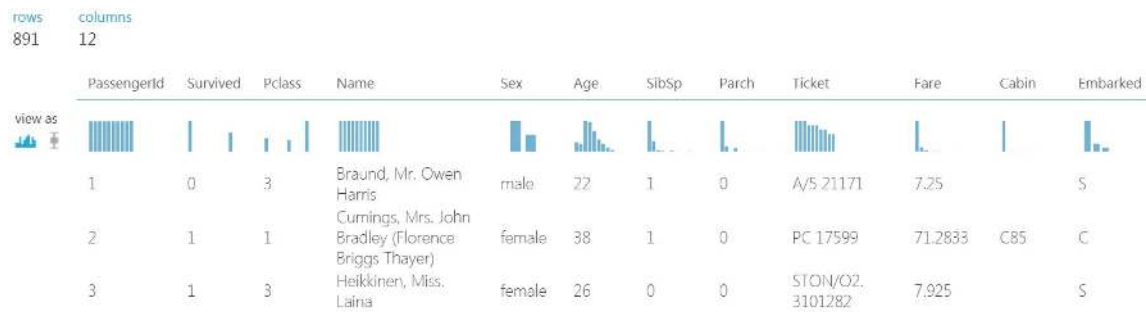 rows columns
891 12
PassengerId Survived Pclass Name Sex Age SibSp Parch Ticket Fare Cabin Embarked
view as
1 0 3 Braund, Mr. Owen Harris male 22 1 0 A/5 21171 7.25 S
2 1 1 Cumings, Mrs. John Bradley (Florence Briggs Thayer) female 38 1 0 PC 17599 71.2833 C85 C
3 1 3 Heikkinen, Miss. Laina female 26 0 0 STON/O2. 3101282 7.925 S